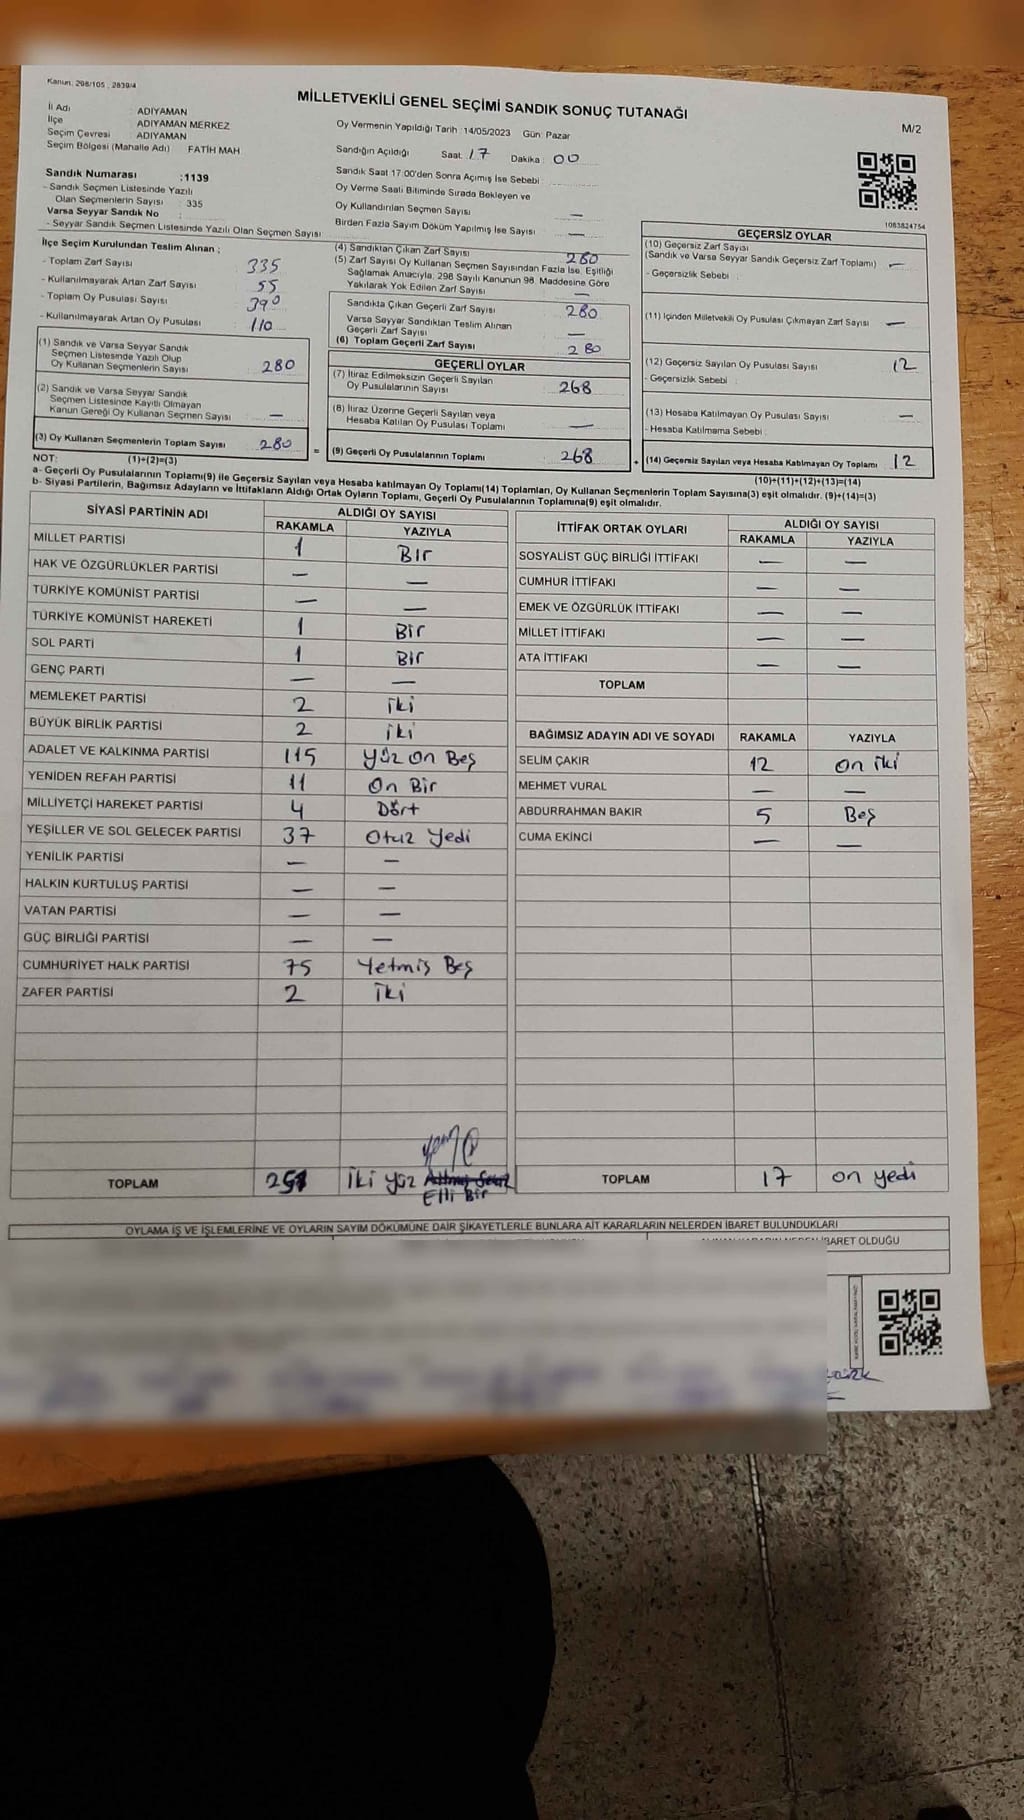 Kanun: 298/105 , 2839/4
MİLLETVEKİLİ GENEL SEÇİMİ SANDIK SONUÇ TUTANAĞI
M/2
İl Adı : ADIYAMAN
İlçe : ADIYAMAN MERKEZ
Seçim Çevresi : ADIYAMAN
Seçim Bölgesi (Mahalle Adı) FATİH MAH
Sandık Numarası :1139
- Sandık Seçmen Listesinde Yazılı
Olan Seçmenlerin Sayısı : 335
Varsa Seyyar Sandık No :
- Seyyar Sandık Seçmen Listesinde Yazılı Olan Seçmen Sayısı:
Oy Vermenin Yapıldığı Tarih :14/05/2023 Gün: Pazar
Sandığın Açıldığı Saat: 17 Dakika: 00
Sandık Saat 17:00'den Sonra Açımış İse Sebebi :
Oy Verme Saati Bitiminde Sırada Bekleyen ve
Oy Kullandırılan Seçmen Sayısı —
Birden Fazla Sayım Döküm Yapılmış İse Sayısı —
1083824754
İlçe Seçim Kurulundan Teslim Alınan ;
- Toplam Zarf Sayısı 335
- Kullanılmayarak Artan Zarf Sayısı 55
- Toplam Oy Pusulası Sayısı 390
- Kullanılmayarak Artan Oy Pusulası 110
(1) Sandık ve Varsa Seyyar Sandık
Seçmen Listesinde Yazılı Olup
Oy Kullanan Seçmenlerin Sayısı 280
(2) Sandık ve Varsa Seyyar Sandık
Seçmen Listesinde Kayıtlı Olmayan
Kanun Gereği Oy Kullanan Seçmen Sayısı —
(3) Oy Kullanan Seçmenlerin Toplam Sayısı 280 =
(4) Sandıktan Çıkan Zarf Sayısı 280
(5) Zarf Sayısı Oy Kullanan Seçmen Sayısından Fazla İse, Eşitliği
Sağlamak Amacıyla, 298 Sayılı Kanunun 98. Maddesine Göre
Yakılarak Yok Edilen Zarf Sayısı —
Sandıkta Çıkan Geçerli Zarf Sayısı 280
Varsa Seyyar Sandıktan Teslim Alınan
Geçerli Zarf Sayısı —
(6) Toplam Geçerli Zarf Sayısı 280
GEÇERLİ OYLAR
(7) İtiraz Edilmeksizin Geçerli Sayılan
Oy Pusulalarının Sayısı 268
(8) İtiraz Üzerine Geçerli Sayılan veya
Hesaba Katılan Oy Pusulası Toplamı —
(9) Geçerli Oy Pusulalarının Toplamı 268 +
GEÇERSİZ OYLAR
(10) Geçersiz Zarf Sayısı
(Sandık ve Varsa Seyyar Sandık Geçersiz Zarf Toplamı) —
- Geçersizlik Sebebi :
(11) İçinden Milletvekili Oy Pusulası Çıkmayan Zarf Sayısı —
(12) Geçersiz Sayılan Oy Pusulası Sayısı 12
- Geçersizlik Sebebi :
(13) Hesaba Katılmayan Oy Pusulası Sayısı —
- Hesaba Katılmama Sebebi :
(14) Geçersiz Sayılan veya Hesaba Katılmayan Oy Toplamı 12
NOT: (1)+(2)=(3) (10)+(11)+(12)+(13)=(14)
a- Geçerli Oy Pusulalarının Toplamı(9) ile Geçersiz Sayılan veya Hesaba katılmayan Oy Toplamı(14) Toplamları, Oy Kullanan Seçmenlerin Toplam Sayısına(3) eşit olmalıdır. (9)+(14)=(3)
b- Siyasi Partilerin, Bağımsız Adayların ve İttifakların Aldığı Ortak Oyların Toplamı, Geçerli Oy Pusulalarının Toplamına(9) eşit olmalıdır.
SİYASİ PARTİNİN ADI ALDIĞI OY SAYISI
RAKAMLA YAZIYLA
MİLLET PARTİSİ 1 Bir
HAK VE ÖZGÜRLÜKLER PARTİSİ — —
TÜRKİYE KOMÜNİST PARTİSİ — —
TÜRKİYE KOMÜNİST HAREKETİ 1 Bir
SOL PARTİ 1 Bir
GENÇ PARTİ — —
MEMLEKET PARTİSİ 2 iki
BÜYÜK BİRLİK PARTİSİ 2 iki
ADALET VE KALKINMA PARTİSİ 115 Yüz On Beş
YENİDEN REFAH PARTİSİ 11 On Bir
MİLLİYETÇİ HAREKET PARTİSİ 4 Dört
YEŞİLLER VE SOL GELECEK PARTİSİ 37 Otuz Yedi
YENİLİK PARTİSİ — —
HALKIN KURTULUŞ PARTİSİ — —
VATAN PARTİSİ — —
GÜÇ BİRLİĞİ PARTİSİ — —
CUMHURİYET HALK PARTİSİ 75 Yetmiş Beş
ZAFER PARTİSİ 2 İki
TOPLAM 251 İki Yüz Altmış Sekiz
Elli Bir
İTTİFAK ORTAK OYLARI ALDIĞI OY SAYISI
RAKAMLA YAZIYLA
SOSYALİST GÜÇ BİRLİĞİ İTTİFAKI — —
CUMHUR İTTİFAKI — —
EMEK VE ÖZGÜRLÜK İTTİFAKI — —
MİLLET İTTİFAKI — —
ATA İTTİFAKI — —
TOPLAM
BAĞIMSIZ ADAYIN ADI VE SOYADI RAKAMLA YAZIYLA
SELİM ÇAKIR 12 on iki
MEHMET VURAL — —
ABDURRAHMAN BAKIR 5 Beş
CUMA EKİNCİ — —
TOPLAM 17 on yedi
OYLAMA İŞ VE İŞLEMLERİNE VE OYLARIN SAYIM DÖKÜMÜNE DAİR ŞİKAYETLERLE BUNLARA AİT KARARLARIN NELERDEN İBARET BULUNDUKLARI
İBARET OLDUĞU